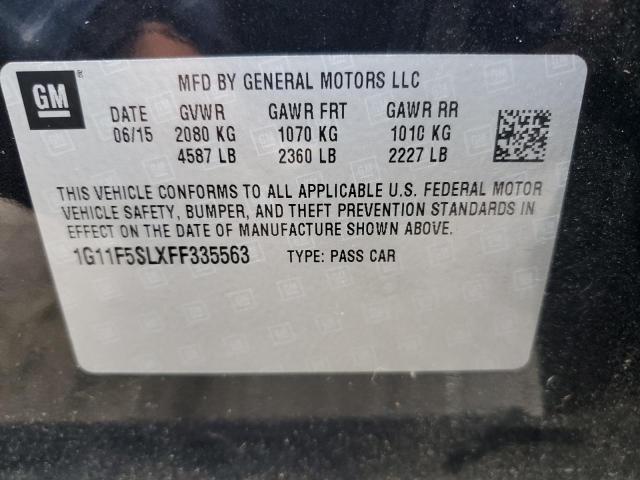 GM
MFD BY GENERAL MOTORS LLC
DATE GVWR GAWR FRT GAWR RR
06/15 2080 KG 1070 KG 1010 KG
4587 LB 2360 LB 2227 LB
THIS VEHICLE CONFORMS TO ALL APPLICABLE U.S. FEDERAL MOTOR
VEHICLE SAFETY, BUMPER, AND THEFT PREVENTION STANDARDS IN
EFFECT ON THE DATE OF MANUFACTURE SHOWN ABOVE.
1G11F5SLXFF335563 TYPE: PASS CAR